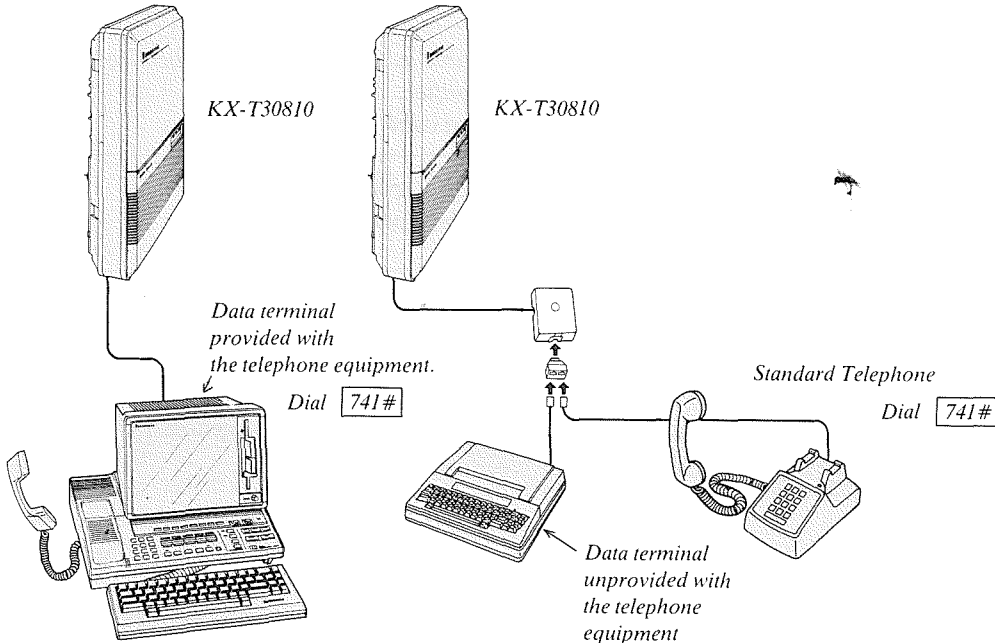 KX-T30810
KX-T30810
Data terminal
provided with
the telephone equipment.
Dial 741#
Standard Telephone
Dial 741#
Data terminal
unprovided with
the telephone
equipment